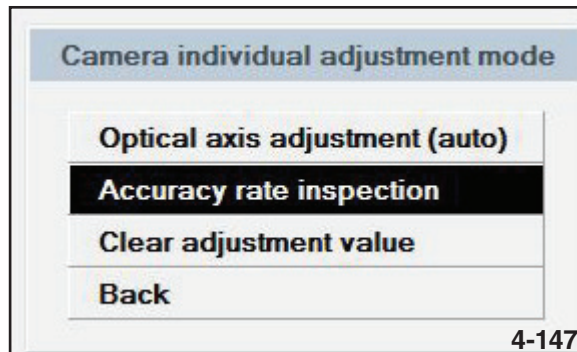 Camera individual adjustment mode
Optical axis adjustment (auto)
Accuracy rate inspection
Clear adjustment value
Back
4-147